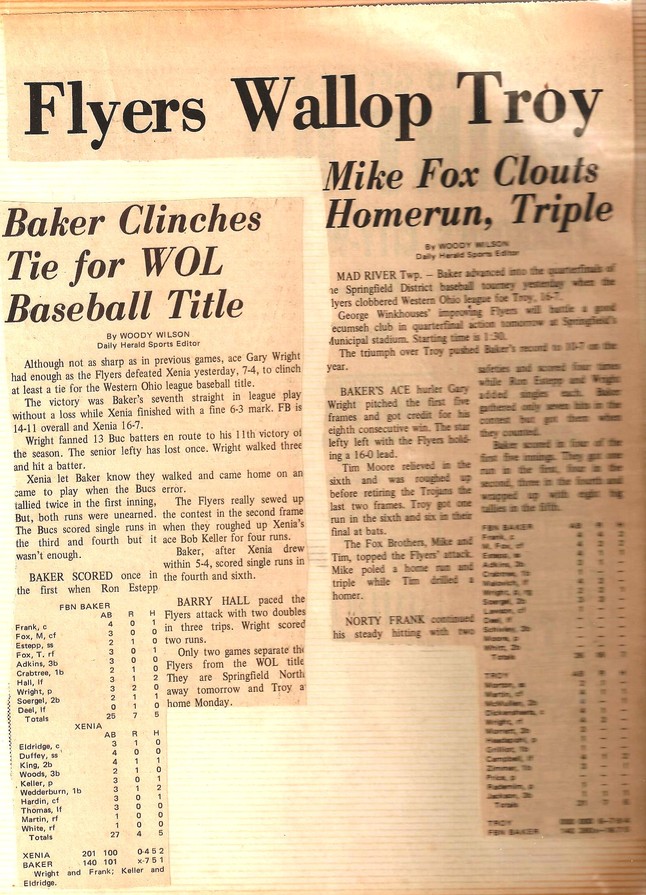 Flyers Wallop Troy
Baker Clinches
Tie for WOL
Baseball Title
By WOODY WILSON
Daily Herald Sports Editor
Although not as sharp as in previous games, ace Gary Wright
had enough as the Flyers defeated Xenia yesterday, 7-4, to clinch
at least a tie for the Western Ohio league baseball title.
The victory was Baker's seventh straight in league play
without a loss while Xenia finished with a fine 6-3 mark. FB is
14-11 overall and Xenia 16-7.
Wright fanned 13 Buc batters en route to his 11th victory of
the season. The senior lefty has lost once. Wright walked three
and hit a batter.
Xenia let Baker know they
came to play when the Bucs
tallied twice in the first inning,
But, both runs were unearned.
The Bucs scored single runs in
the third and fourth but it
wasn't enough.
BAKER SCORED once in
the first when Ron Estepp
walked and came home on an
error.
The Flyers really sewed up
the contest in the second frame
when they roughed up Xenia's
ace Bob Keller for four runs.
Baker, after Xenia drew
within 5-4, scored single runs in
the fourth and sixth.
BARRY HALL paced the
Flyers attack with two doubles
in three trips. Wright scored
two runs.
Only two games separate the
Flyers from the WOL title
They are Springfield North
away tomorrow and Troy a
home Monday.
FBN BAKER
AB R H
Frank, c 4 0 1
Fox, M, cf 3 0 0
Estepp, ss 2 1 0
Fox, T. rf 3 0 1
Adkins, 3b 3 0 0
Crabtree, 1b 2 1 0
Hall, lf 3 1 2
Wright, p 3 2 0
Soergel, 2b 2 1 1
Deel, lf 0 1 0
Totals 25 7 5
XENIA
AB R H
Eldridge, c 3 1 0
Duffey, ss 4 0 0
King, 2b 4 1 1
Woods, 3b 2 1 0
Keller, p 3 0 1
Wedderburn, 1b 3 1 2
Hardin, cf 3 0 1
Thomas, lf 3 0 0
Martin, rf 1 0 0
White, rf 1 0 0
Totals 27 4 5
XENIA 201 100 0-4 5 2
BAKER 140 101 x-7 5 1
Wright and Frank; Keller and
Eldridge.
Mike Fox Clouts
Homerun, Triple
By WOODY WILSON
Daily Herald Sports Editor
MAD RIVER Twp. — Baker advanced into the quarterfinals of
he Springfield District baseball tourney yesterday when the
lyers clobbered Western Ohio league foe Troy, 16-7.
George Winkhouses' improving Flyers will battle a good
ecumseh club in quarterfinal action tomorrow at Springfield's
Municipal stadium. Starting time is 1:30.
The triumph over Troy pushed Baker's record to 10-7 on the
year.
BAKER'S ACE hurler Gary
Wright pitched the first five
frames and got credit for his
eighth consecutive win. The star
lefty left with the Flyers hold-
ing a 16-0 lead.
Tim Moore relieved in the
sixth and was roughed up
before retiring the Trojans the
last two frames. Troy got one
run in the sixth and six in their
final at bats.
The Fox Brothers, Mike and
Tim, topped the Flyers' attack.
Mike poled a home run and
triple while Tim drilled a
homer.
NORTY FRANK continued
his steady hitting with two
safeties and scored four times
while Ron Estepp and Wright
added singles each. Baker
gathered only seven hits in the
contest but got them when
they counted.
Baker scored in four of the
first five innings. They got one
run in the first, four in the
second, three in the fourth and
wrapped up with eight big
tallies in the fifth.
FBN BAKER
AB R H
Frank, c
M. Fox, cf
Adkins, 3b
Wright, p, rg
Totals
TROY
AB R H
Totals
TROY
FBN BAKER